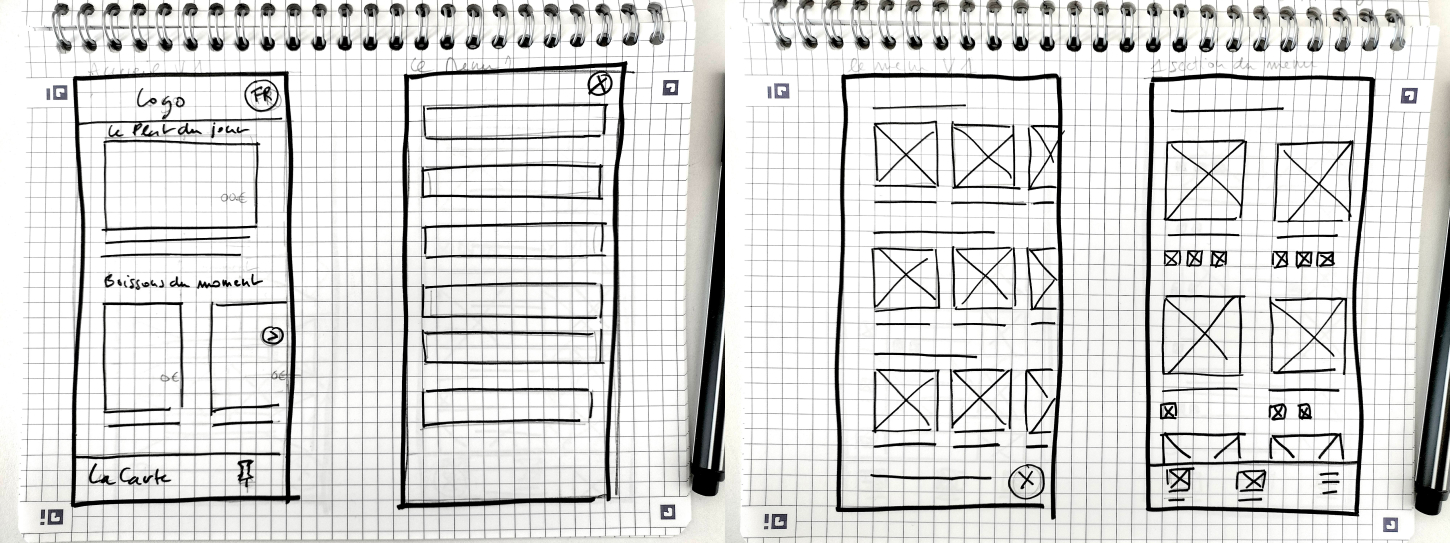 Accueil V1
Logo
FR
Le Plat du jour
00€
Boissons du moment
0€
0€
La Carte
Le Menu
Le menu V1
1 section du menu